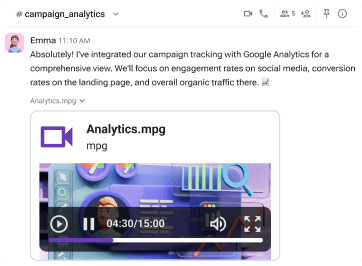 # campaign_analytics
5
Emma 11:10 AM
Absolutely! I've integrated our campaign tracking with Google Analytics for a
comprehensive view. We'll focus on engagement rates on social media, conversion
rates on the landing page, and overall organic traffic there.
Analytics.mpg
Analytics.mpg
mpg
04:30/15:00